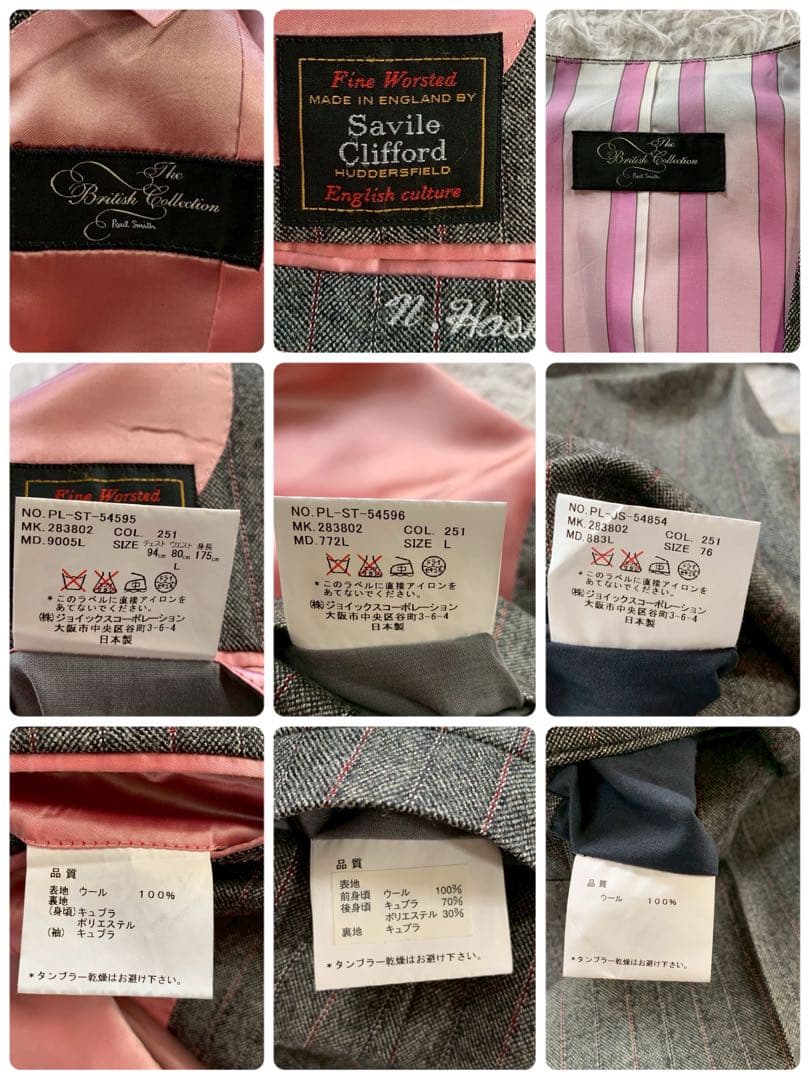 The
British Collection
Paul Smith
Fine Worsted
MADE IN ENGLAND BY
Savile
Clifford
HUDDERSFIELD
English culture
N. Has
The
British Collection
Paul Smith
Fine Worsted
NO. PL-ST-54595
MK. 283802 COL. 251
MD. 9005L SIZE チェスト ウエスト 身長
94cm 80cm 175cm
L
ドライ
*このラベルに直接アイロンを
あてないでください。
(株)ジョイックスコーポレーション
大阪市中央区谷町3-6-4
日本製
NO. PL-ST-54596
MK. 283802 COL. 251
MD. 772L SIZE L
ドライ
*このラベルに直接アイロンを
あてないでください。
(株)ジョイックスコーポレーション
大阪市中央区谷町3-6-4
日本製
NO. PL-JS-54854
MK. 283802 COL. 251
MD. 883L SIZE 76
ドライ
*このラベルに直接アイロンを
あてないでください。
(株)ジョイックスコーポレーション
大阪市中央区谷町3-6-4
日本製
品質
表地 ウール 100%
裏地
(身頃) キュプラ
ポリエステル
(袖) キュプラ
*タンブラー乾燥はお避け下さい。
品質
表地
前身頃 ウール 100%
後身頃 キュプラ 70%
ポリエステル 30%
裏地 キュプラ
*タンブラー乾燥はお避け下さい。
品質
ウール 100%
*タンブラー乾燥はお避け下さい。